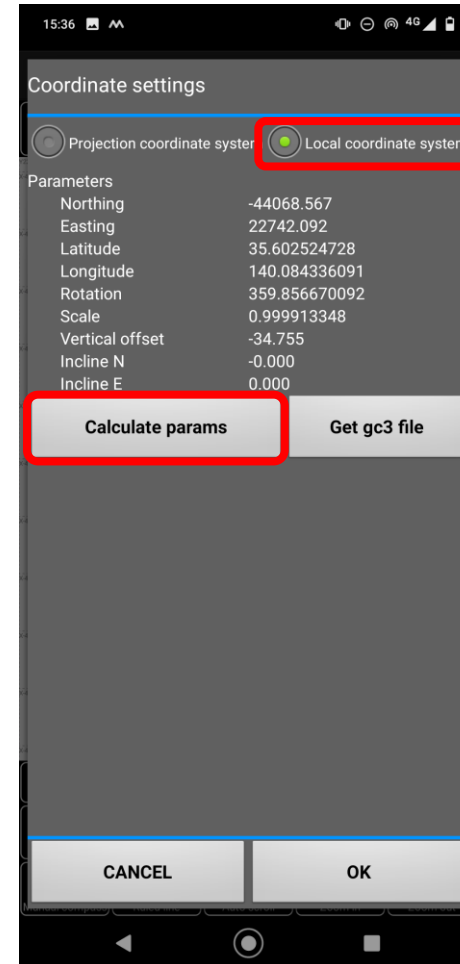 15:36 4G
Coordinate settings
Projection coordinate syster Local coordinate syster
Parameters
Northing -44068.567
Easting 22742.092
Latitude 35.602524728
Longitude 140.084336091
Rotation 359.856670092
Scale 0.999913348
Vertical offset -34.755
Incline N -0.000
Incline E 0.000
Calculate params Get gc3 file
CANCEL OK